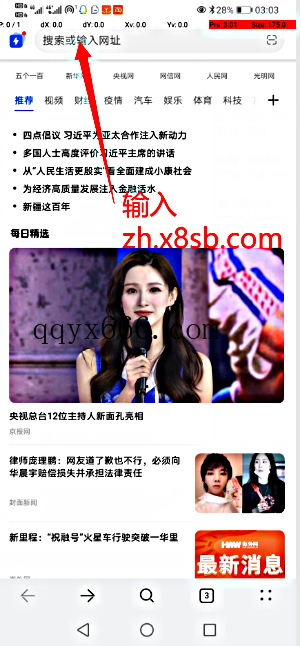 P: 0 / 1 dX: 0.0 dY: 0.0 Xv: 0.0 Yv: 0.0 Prs: 3.01 Size: 175.0
28% 03:03
搜索或输入网址
五个一百 新华网 央视网 网信网 人民网 光明网
推荐 视频 财经 疫情 汽车 娱乐 体育 科技
四点倡议 习近平为亚太合作注入新动力
多国人士高度评价习近平主席的讲话
从“人民生活更殷实”看全面建成小康社会
为经济高质量发展注入金融活水
新疆这百年
输入
zh.x8sb.com
每日精选
央视总台12位主持人新面孔亮相
京报网
律师庞理鹏：网友道了歉也不行，必须向
华晨宇赔偿损失并承担法律责任
封面新闻
新里程：“祝融号”火星车行驶突破一华里
海外网
最新消息
3